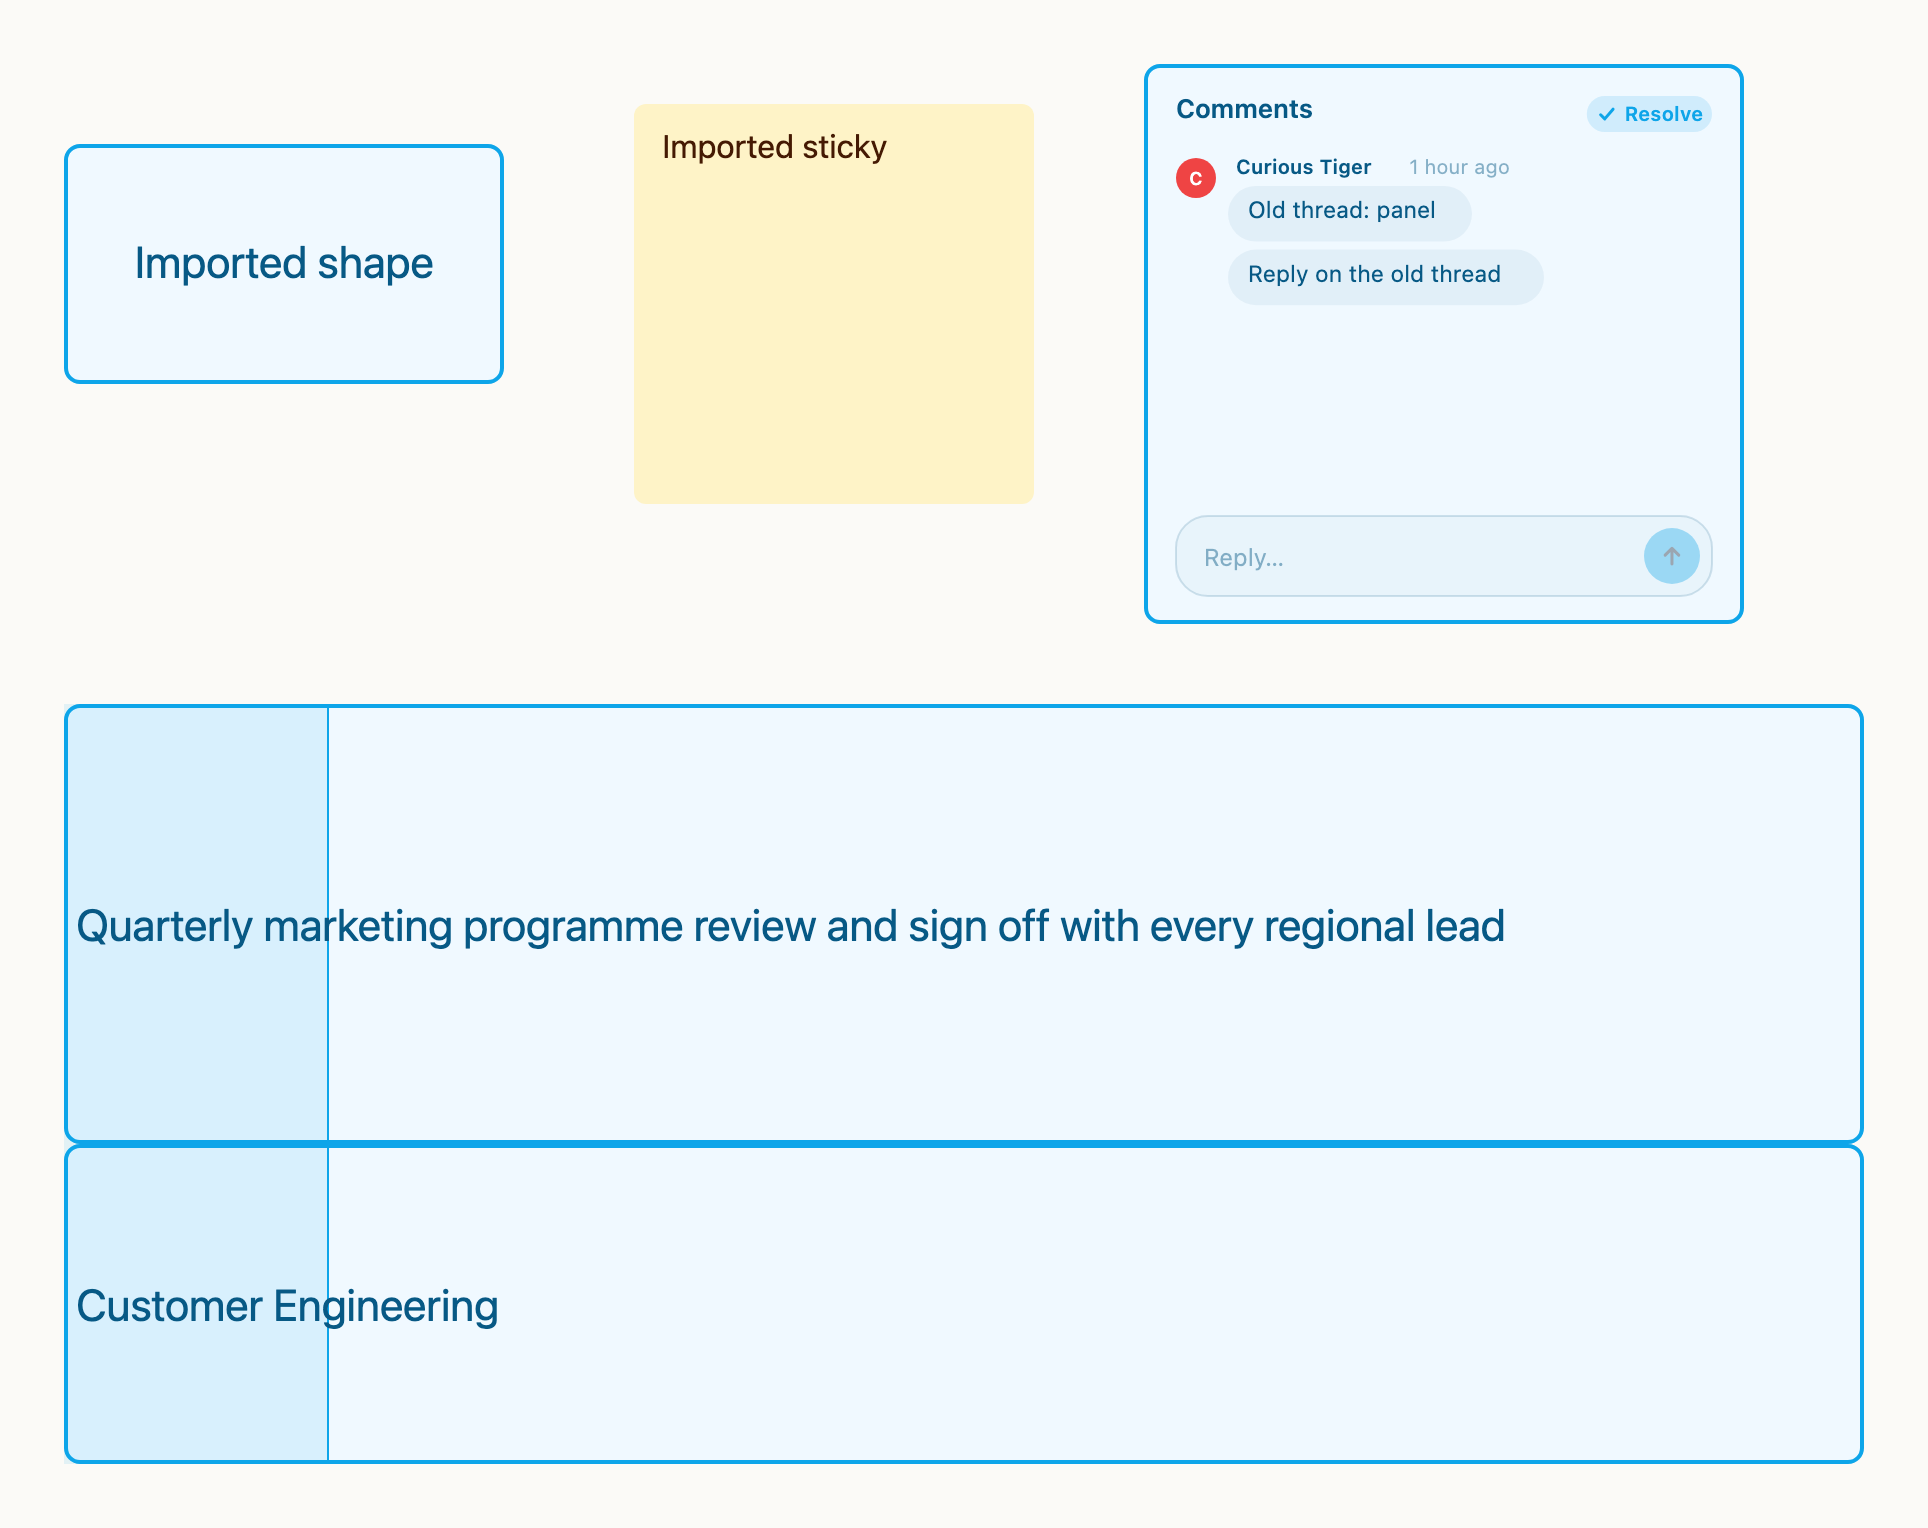 Imported shape
Imported sticky
Comments
Resolve
C
Curious Tiger 1 hour ago
Old thread: panel
Reply on the old thread
Reply...
Quarterly marketing programme review and sign off with every regional lead
Customer Engineering